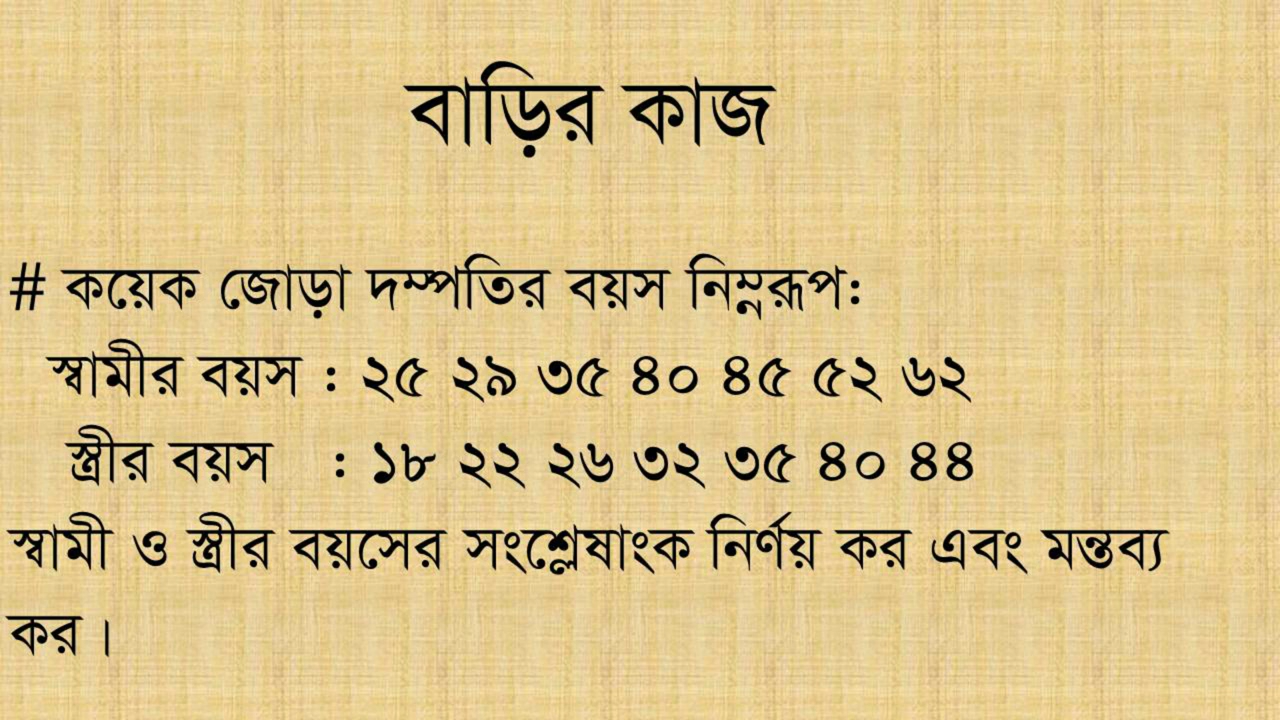 বাড়ির কাজ
# কয়েক জোড়া দম্পতির বয়স নিম্নরূপ:
স্বামীর বয়স : ২৫ ২৯ ৩৫ ৪০ ৪৫ ৫২ ৬২
স্ত্রীর বয়স : ১৮ ২২ ২৬ ৩২ ৩৫ ৪০ ৪৪
স্বামী ও স্ত্রীর বয়সের সংশ্লেষাংক নির্ণয় কর এবং মন্তব্য
কর ।